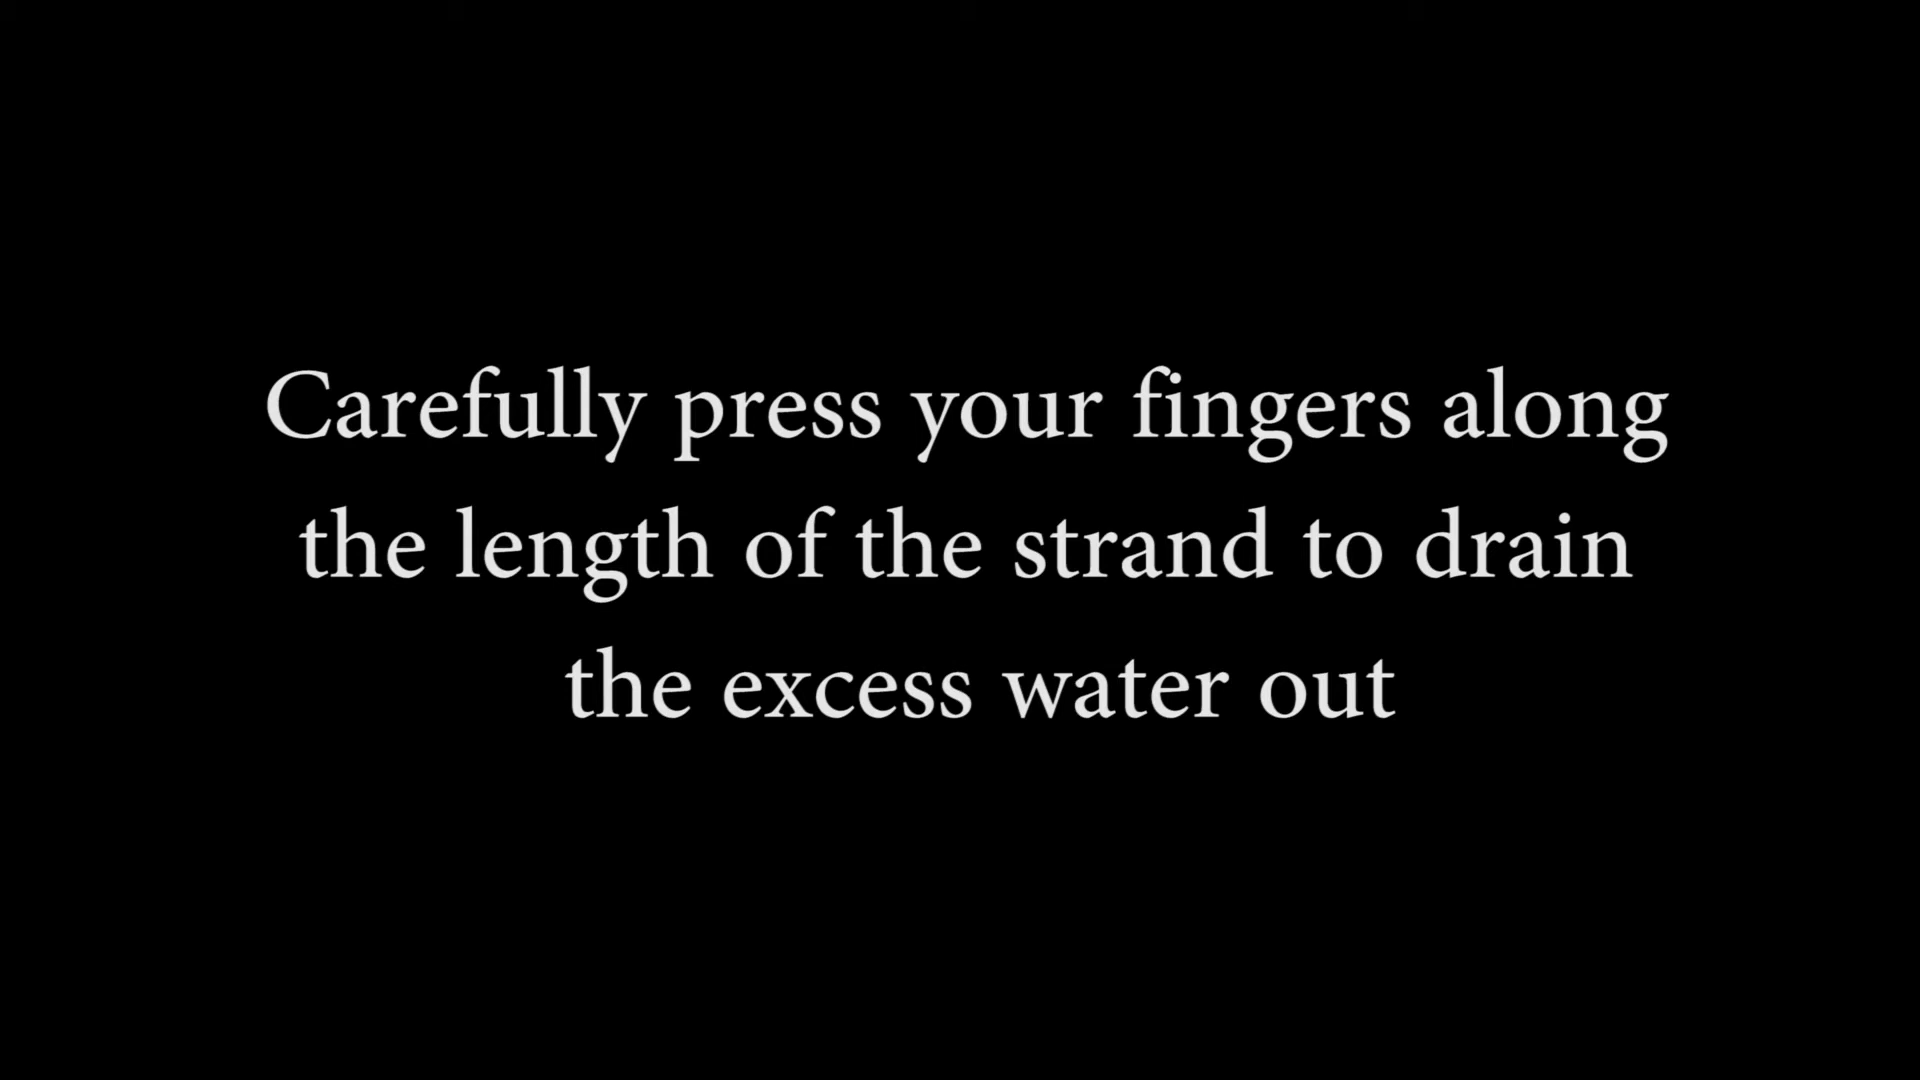 Carefully press your fingers along
the length of the strand to drain
the excess water out